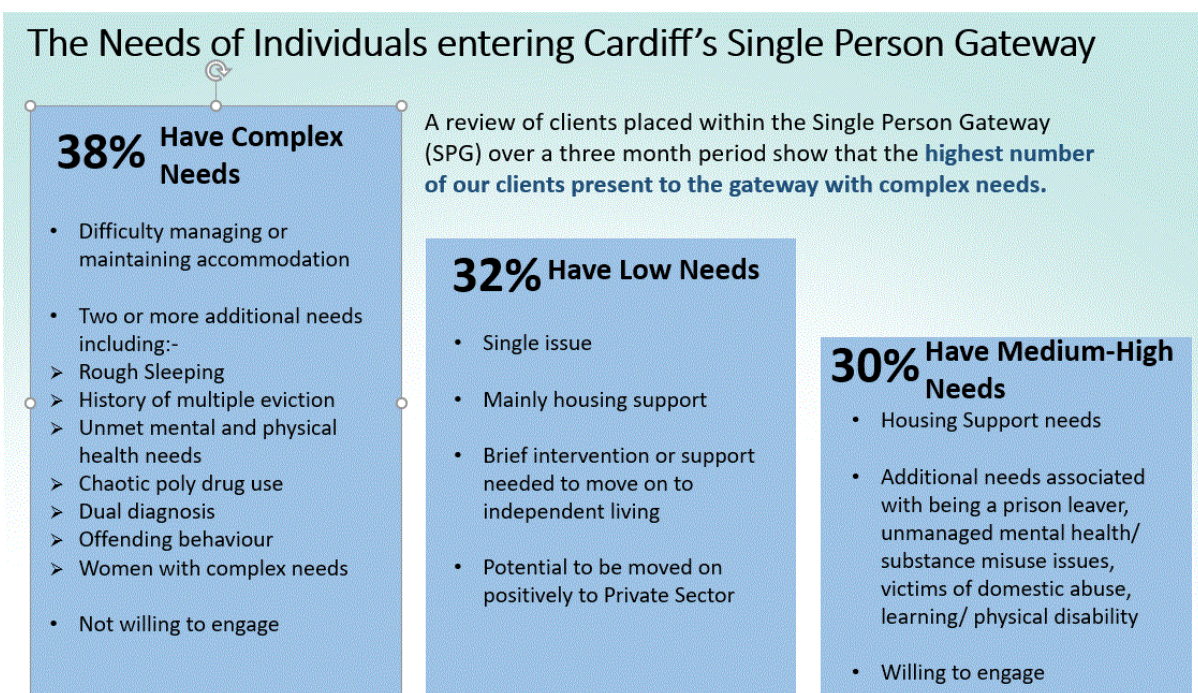 The Needs of Individuals entering Cardiff's Single Person Gateway
38% Have Complex
Needs
• Difficulty managing or
maintaining accommodation
• Two or more additional needs
including:-
➢ Rough Sleeping
➢ History of multiple eviction
➢ Unmet mental and physical
health needs
➢ Chaotic poly drug use
➢ Dual diagnosis
➢ Offending behaviour
➢ Women with complex needs
• Not willing to engage
A review of clients placed within the Single Person Gateway
(SPG) over a three month period show that the highest number
of our clients present to the gateway with complex needs.
32% Have Low Needs
• Single issue
• Mainly housing support
• Brief intervention or support
needed to move on to
independent living
• Potential to be moved on
positively to Private Sector
30% Have Medium-High
Needs
• Housing Support needs
• Additional needs associated
with being a prison leaver,
unmanaged mental health/
substance misuse issues,
victims of domestic abuse,
learning/ physical disability
• Willing to engage